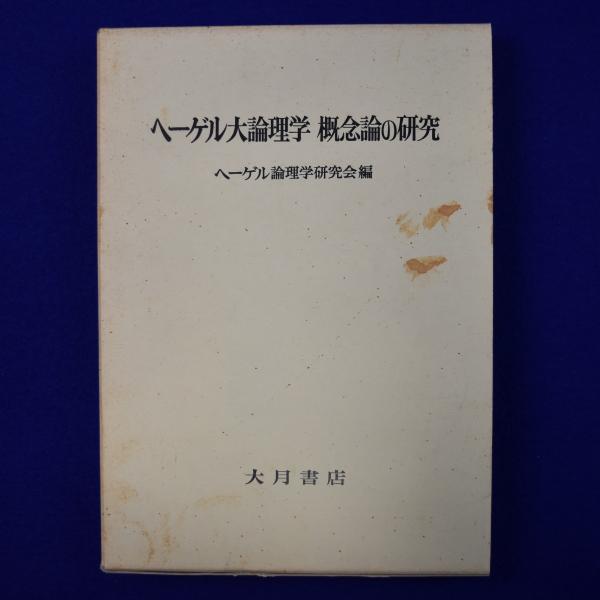 ヘーゲル大論理学 概念論の研究
ヘーゲル論理学研究会編
大月書店